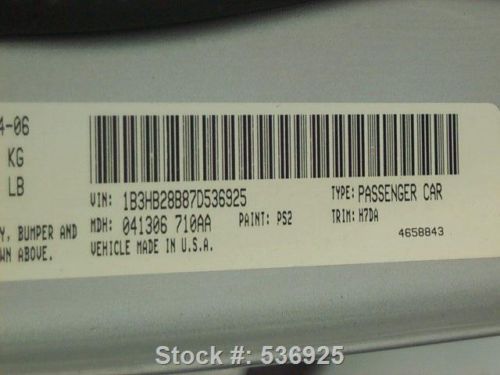 4-06
KG
LB
VIN: 1B3HB28B87D536925 TYPE: PASSENGER CAR
MDH: 041306 710AA PAINT: PS2 TRIM: H7DA
Y, BUMPER AND VEHICLE MADE IN U.S.A. 4658843
WN ABOVE.
Stock #: 536925